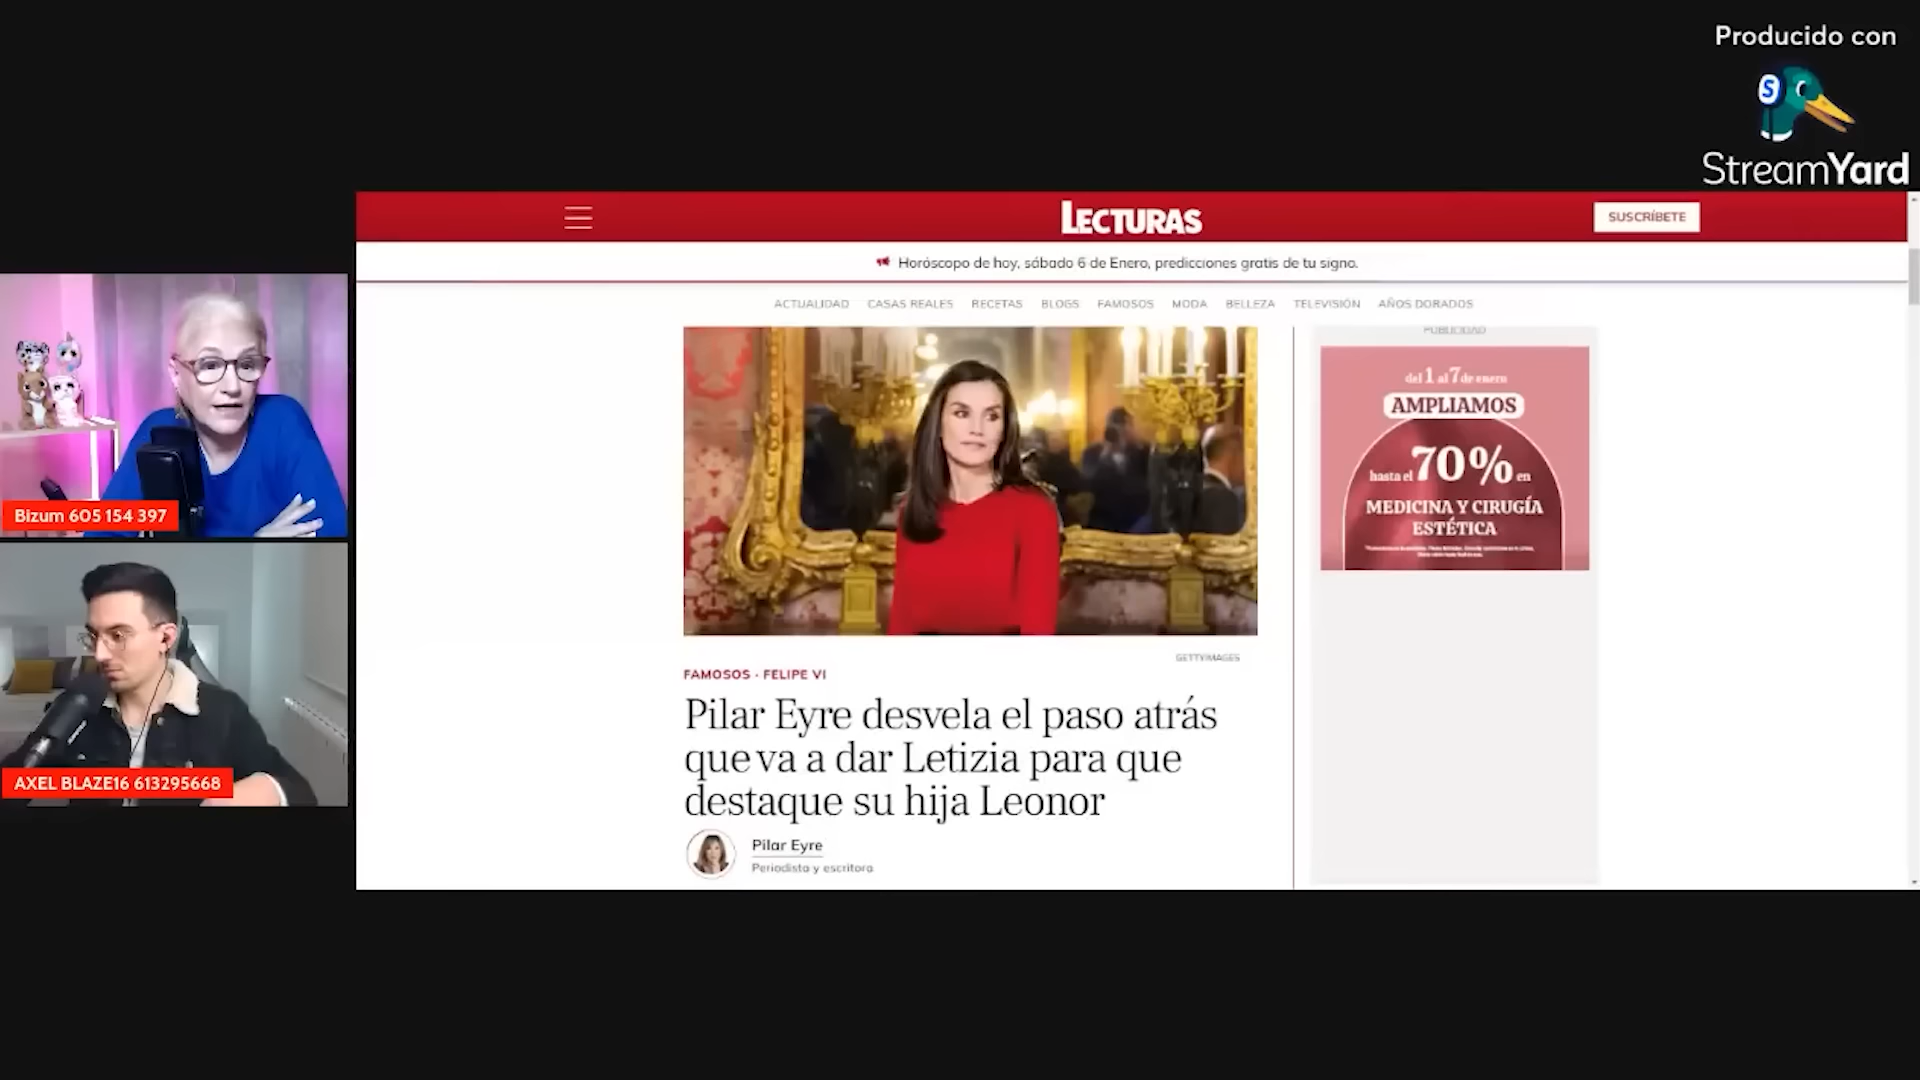 Producido con
StreamYard
LECTURAS
SUSCRÍBETE
Horóscopo de hoy, sábado 6 de Enero, predicciones gratis de tu signo.
ACTUALIDAD CASAS REALES RECETAS BLOGS FAMOSOS MODA BELLEZA TELEVISIÓN AÑOS DORADOS
PUBLICIDAD
del 1 al 7 de enero
AMPLIAMOS
hasta el 70% en
MEDICINA Y CIRUGÍA
ESTÉTICA
Bizum 605 154 397
AXEL BLAZE16 613295668
GETTYIMAGES
FAMOSOS · FELIPE VI
Pilar Eyre desvela el paso atrás
que va a dar Letizia para que
destaque su hija Leonor
Pilar Eyre
Periodista y escritora